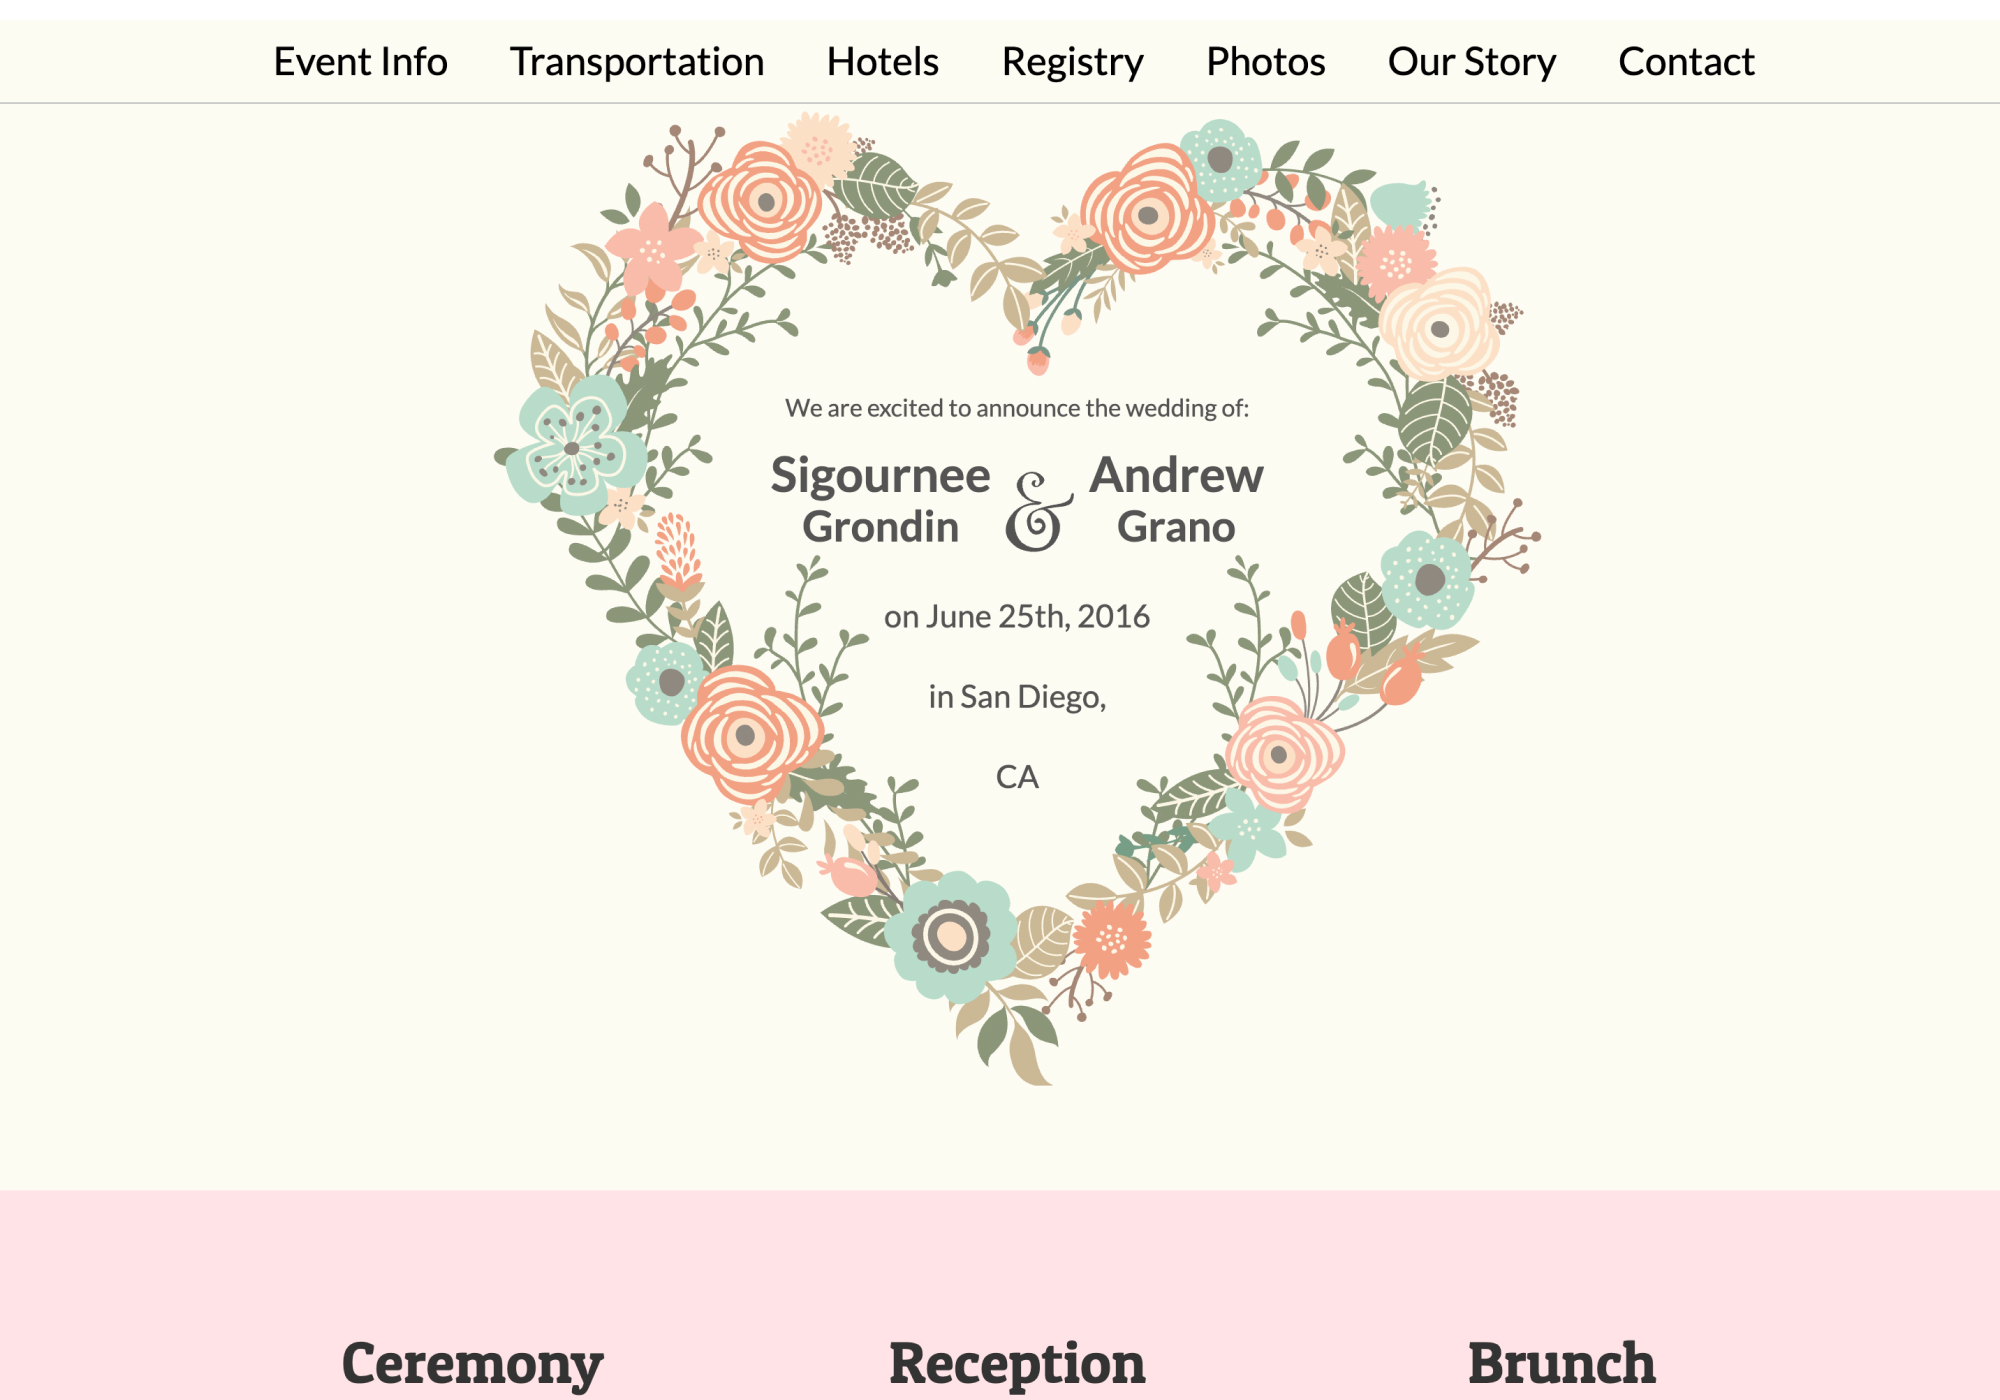 Event Info Transportation Hotels Registry Photos Our Story Contact
We are excited to announce the wedding of:
Sigournee & Andrew
Grondin Grano
on June 25th, 2016
in San Diego,
CA
Ceremony Reception Brunch